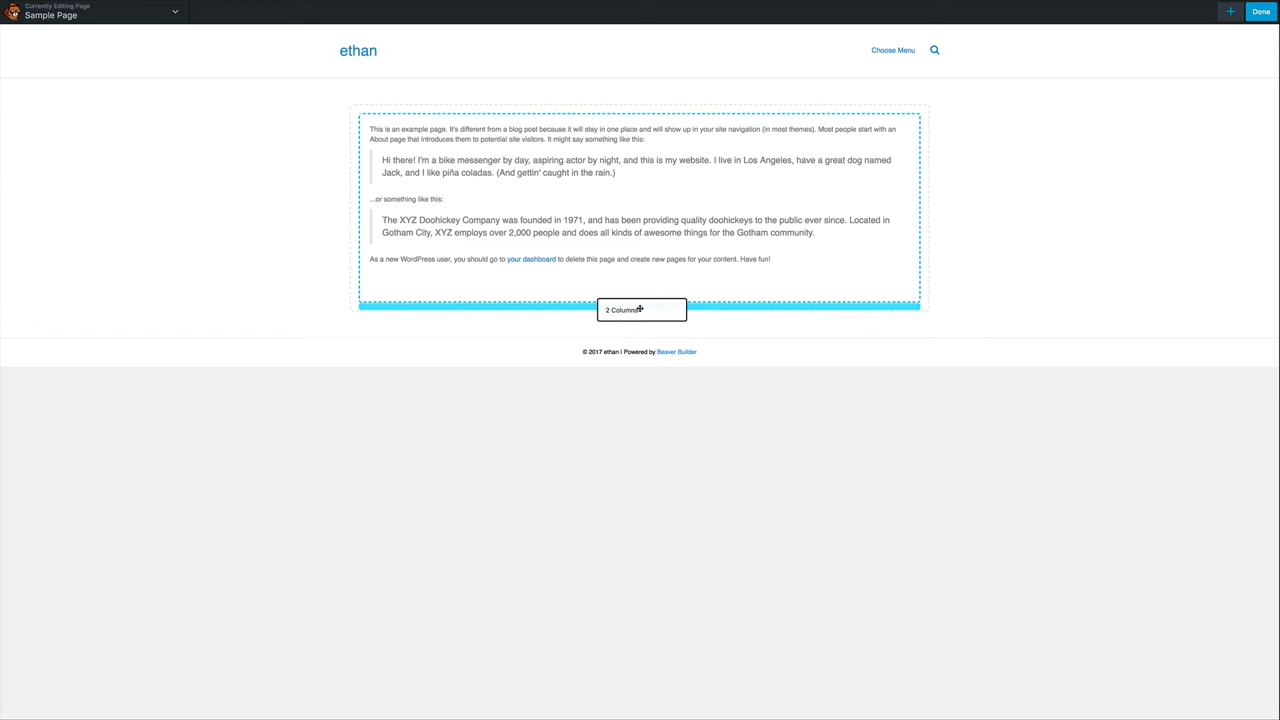 Currently Editing Page
Sample Page
Done
ethan
Choose Menu
This is an example page. It's different from a blog post because it will stay in one place and will show up in your site navigation (in most themes). Most people start with an
About page that introduces them to potential site visitors. It might say something like this:
Hi there! I'm a bike messenger by day, aspiring actor by night, and this is my website. I live in Los Angeles, have a great dog named
Jack, and I like piña coladas. (And gettin' caught in the rain.)
...or something like this:
The XYZ Doohickey Company was founded in 1971, and has been providing quality doohickeys to the public ever since. Located in
Gotham City, XYZ employs over 2,000 people and does all kinds of awesome things for the Gotham community.
As a new WordPress user, you should go to your dashboard to delete this page and create new pages for your content. Have fun!
2 Columns
© 2017 ethan | Powered by Beaver Builder